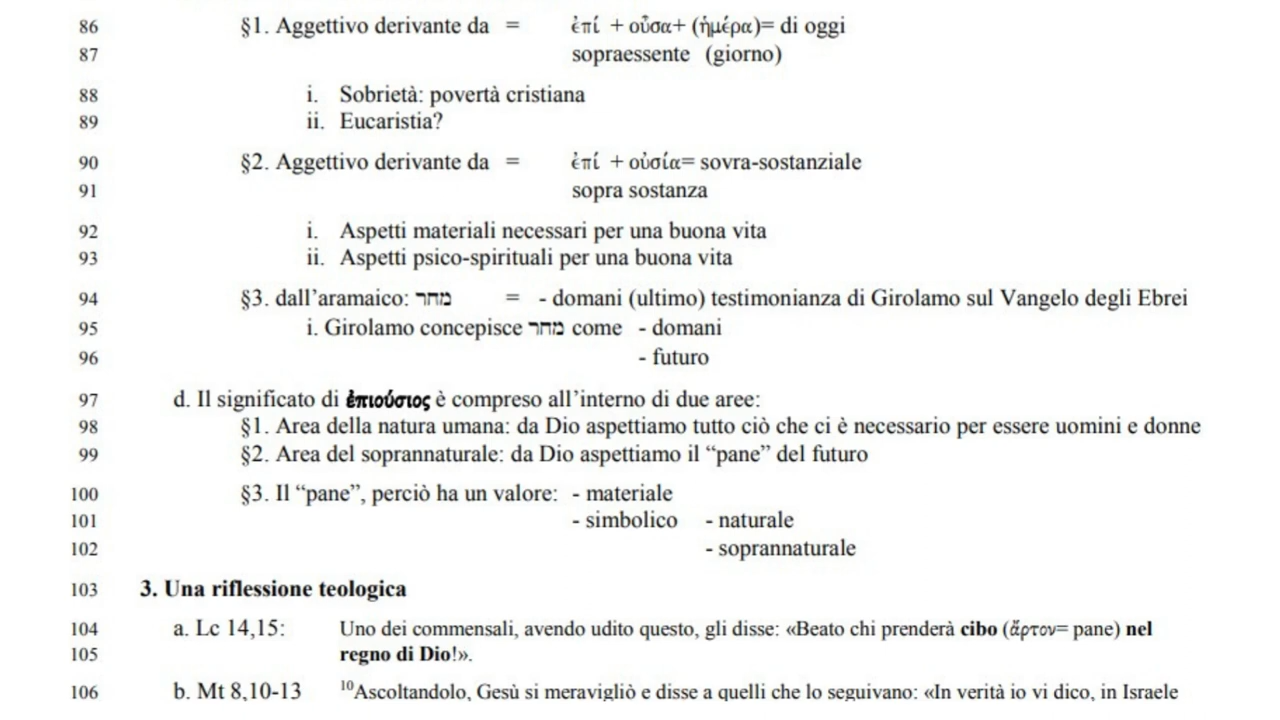 86 §1. Aggettivo derivante da = ἐπί + οὖσα+ (ἡμέρα)= di oggi
87 sopraessente (giorno)
88 i. Sobrietà: povertà cristiana
89 ii. Eucaristia?
90 §2. Aggettivo derivante da = ἐπί + οὐσία= sovra-sostanziale
91 sopra sostanza
92 i. Aspetti materiali necessari per una buona vita
93 ii. Aspetti psico-spirituali per una buona vita
94 §3. dall’aramaico: מחר = - domani (ultimo) testimonianza di Girolamo sul Vangelo degli Ebrei
95 i. Girolamo concepisce מחר come - domani
96 - futuro
97 d. Il significato di ἐπιούσιος è compreso all’interno di due aree:
98 §1. Area della natura umana: da Dio aspettiamo tutto ciò che ci è necessario per essere uomini e donne
99 §2. Area del soprannaturale: da Dio aspettiamo il “pane” del futuro
100 §3. Il “pane”, perciò ha un valore: - materiale
101 - simbolico - naturale
102 - soprannaturale
103 3. Una riflessione teologica
104 a. Lc 14,15: Uno dei commensali, avendo udito questo, gli disse: «Beato chi prenderà cibo (ἄρτον= pane) nel
105 regno di Dio!».
106 b. Mt 8,10-13 ¹⁰Ascoltandolo, Gesù si meravigliò e disse a quelli che lo seguivano: «In verità io vi dico, in Israele